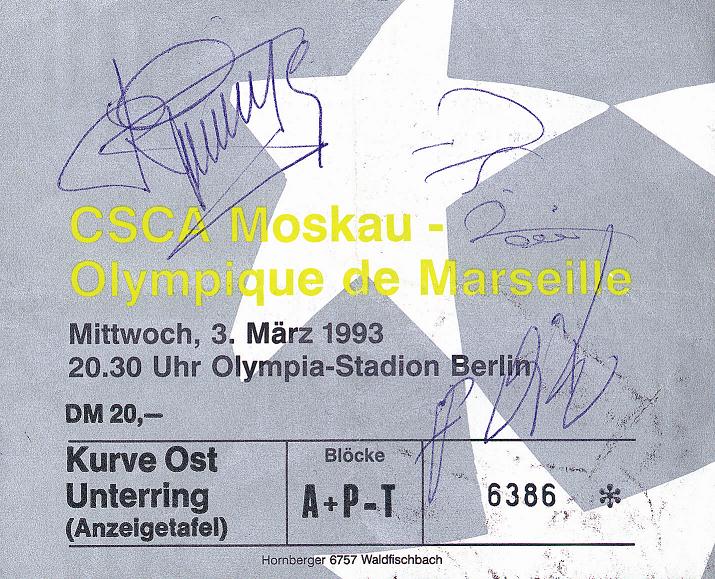 CSCA Moskau -
Olympique de Marseille
Mittwoch, 3. März 1993
20.30 Uhr Olympia-Stadion Berlin
DM 20,—
Kurve Ost
Unterring
(Anzeigetafel)
Blöcke
A+P-T
6386 *
Hornberger 6757 Waldfischbach